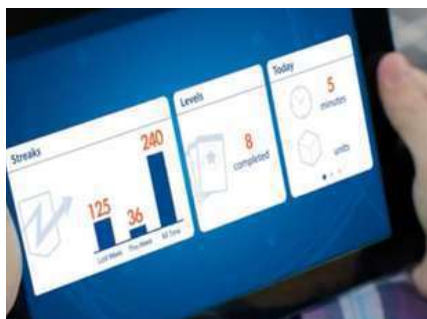 Streaks
240
125
36
Last Week
This Week
All Time
Levels
8
completed
Today
5
minutes
units